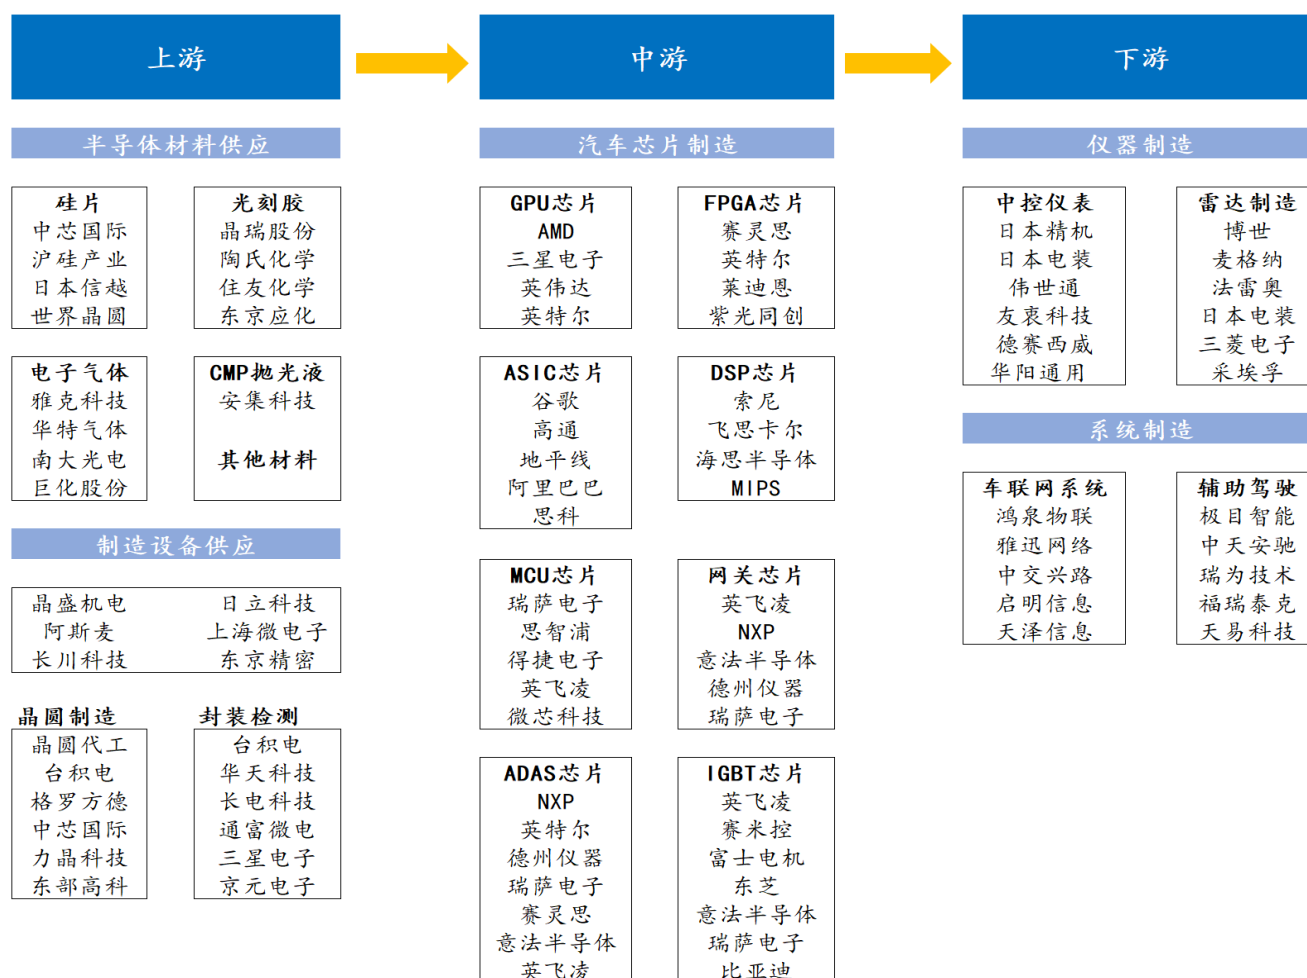 上游
半导体材料供应
硅片
中芯国际
沪硅产业
日本信越
世界晶圆
光刻胶
晶瑞股份
陶氏化学
住友化学
东京应化
电子气体
雅克科技
华特气体
南大光电
巨化股份
CMP抛光液
安集科技
其他材料
制造设备供应
晶盛机电
阿斯麦
长川科技
日立科技
上海微电子
东京精密
晶圆制造
晶圆代工
台积电
格罗方德
中芯国际
力晶科技
东部高科
封装检测
台积电
华天科技
长电科技
通富微电
三星电子
京元电子
中游
汽车芯片制造
GPU芯片
AMD
三星电子
英伟达
英特尔
FPGA芯片
赛灵思
英特尔
莱迪恩
紫光同创
ASIC芯片
谷歌
高通
地平线
阿里巴巴
思科
DSP芯片
索尼
飞思卡尔
海思半导体
MIPS
MCU芯片
瑞萨电子
思智浦
得捷电子
英飞凌
微芯科技
网关芯片
英飞凌
NXP
意法半导体
德州仪器
瑞萨电子
ADAS芯片
NXP
英特尔
德州仪器
瑞萨电子
赛灵思
意法半导体
英飞凌
IGBT芯片
英飞凌
赛米控
富士电机
东芝
意法半导体
瑞萨电子
比亚迪
下游
仪器制造
中控仪表
日本精机
日本电装
伟世通
友衷科技
德赛西威
华阳通用
雷达制造
博世
麦格纳
法雷奥
日本电装
三菱电子
采埃孚
系统制造
车联网系统
鸿泉物联
雅迅网络
中交兴路
启明信息
天泽信息
辅助驾驶
极目智能
中天安驰
瑞为技术
福瑞泰克
天易科技